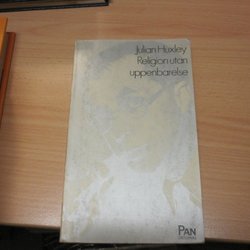 Julian Huxley
Religion utan
uppenbarelse
PAN